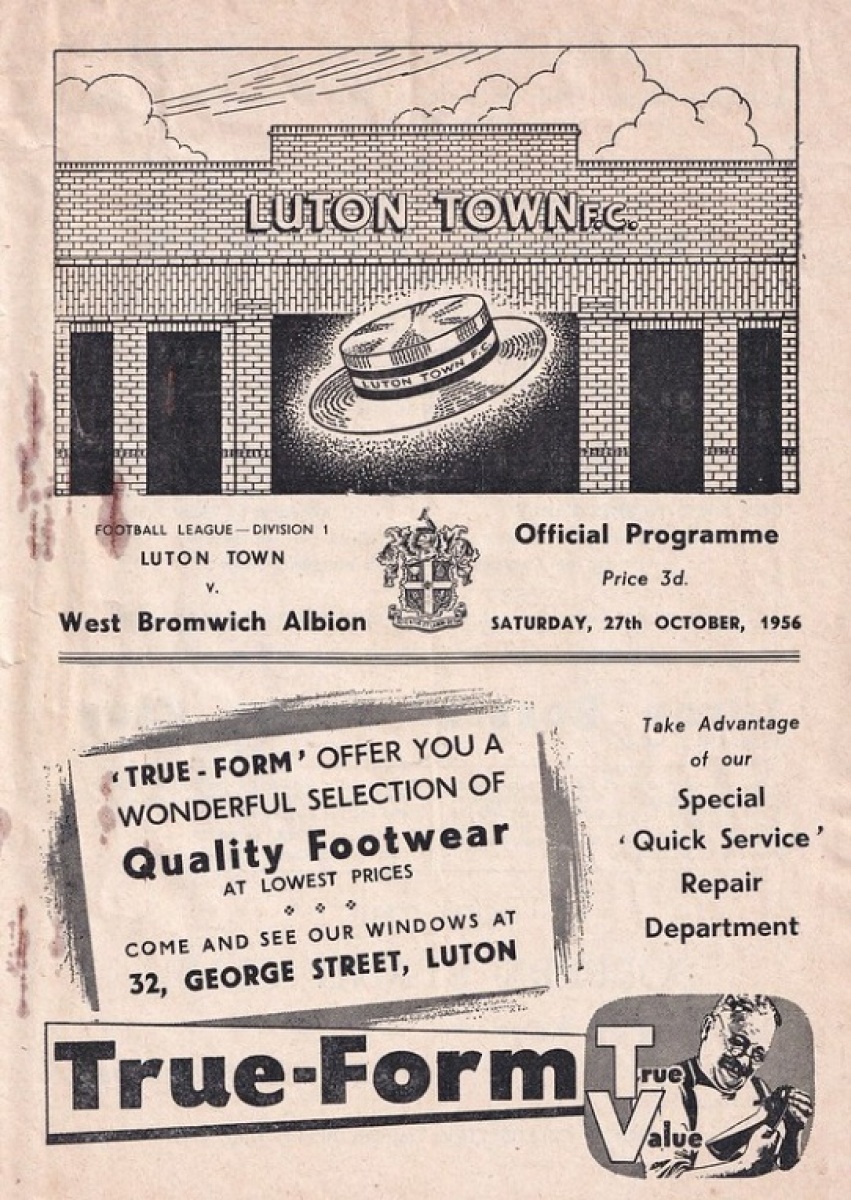 LUTON TOWN F.C.
LUTON TOWN F.C.
FOOTBALL LEAGUE — DIVISION 1
LUTON TOWN
v.
West Bromwich Albion
Official Programme
Price 3d.
SATURDAY, 27th OCTOBER, 1956
'TRUE-FORM' OFFER YOU A
WONDERFUL SELECTION OF
Quality Footwear
AT LOWEST PRICES
COME AND SEE OUR WINDOWS AT
32, GEORGE STREET, LUTON
Take Advantage
of our
Special
'Quick Service'
Repair
Department
True-Form
True
Value